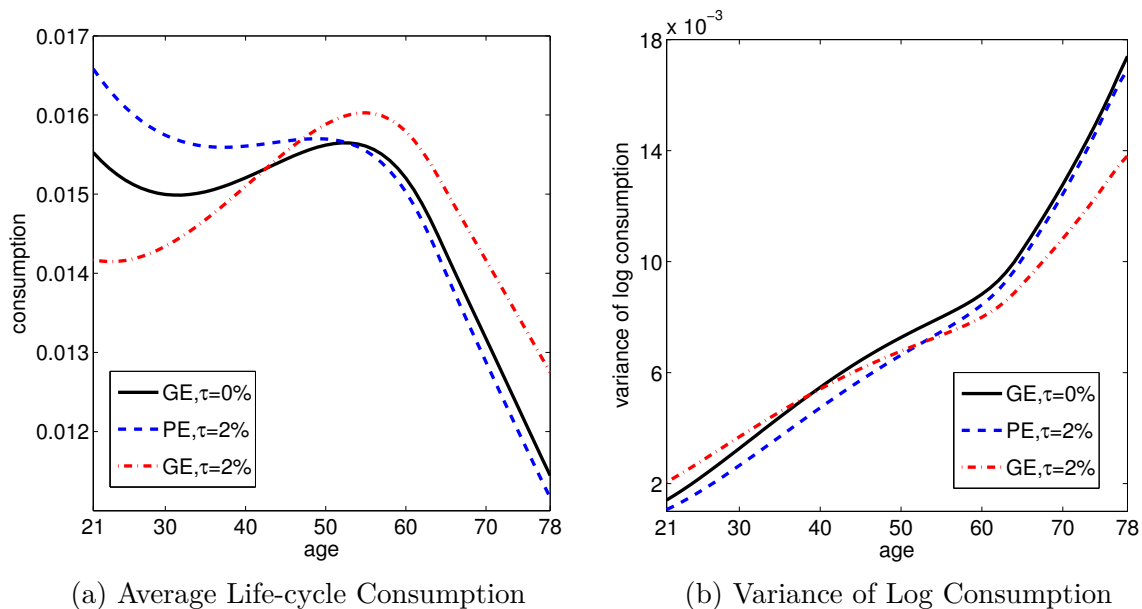 0.017
0.016
0.015
0.014
0.013
0.012
21 30 40 50 60 70 78
consumption
age
GE,τ=0%
PE,τ=2%
GE,τ=2%
(a) Average Life-cycle Consumption
x 10⁻³
18
14
10
6
2
21 30 40 50 60 70 78
variance of log consumption
age
GE,τ=0%
PE,τ=2%
GE,τ=2%
(b) Variance of Log Consumption